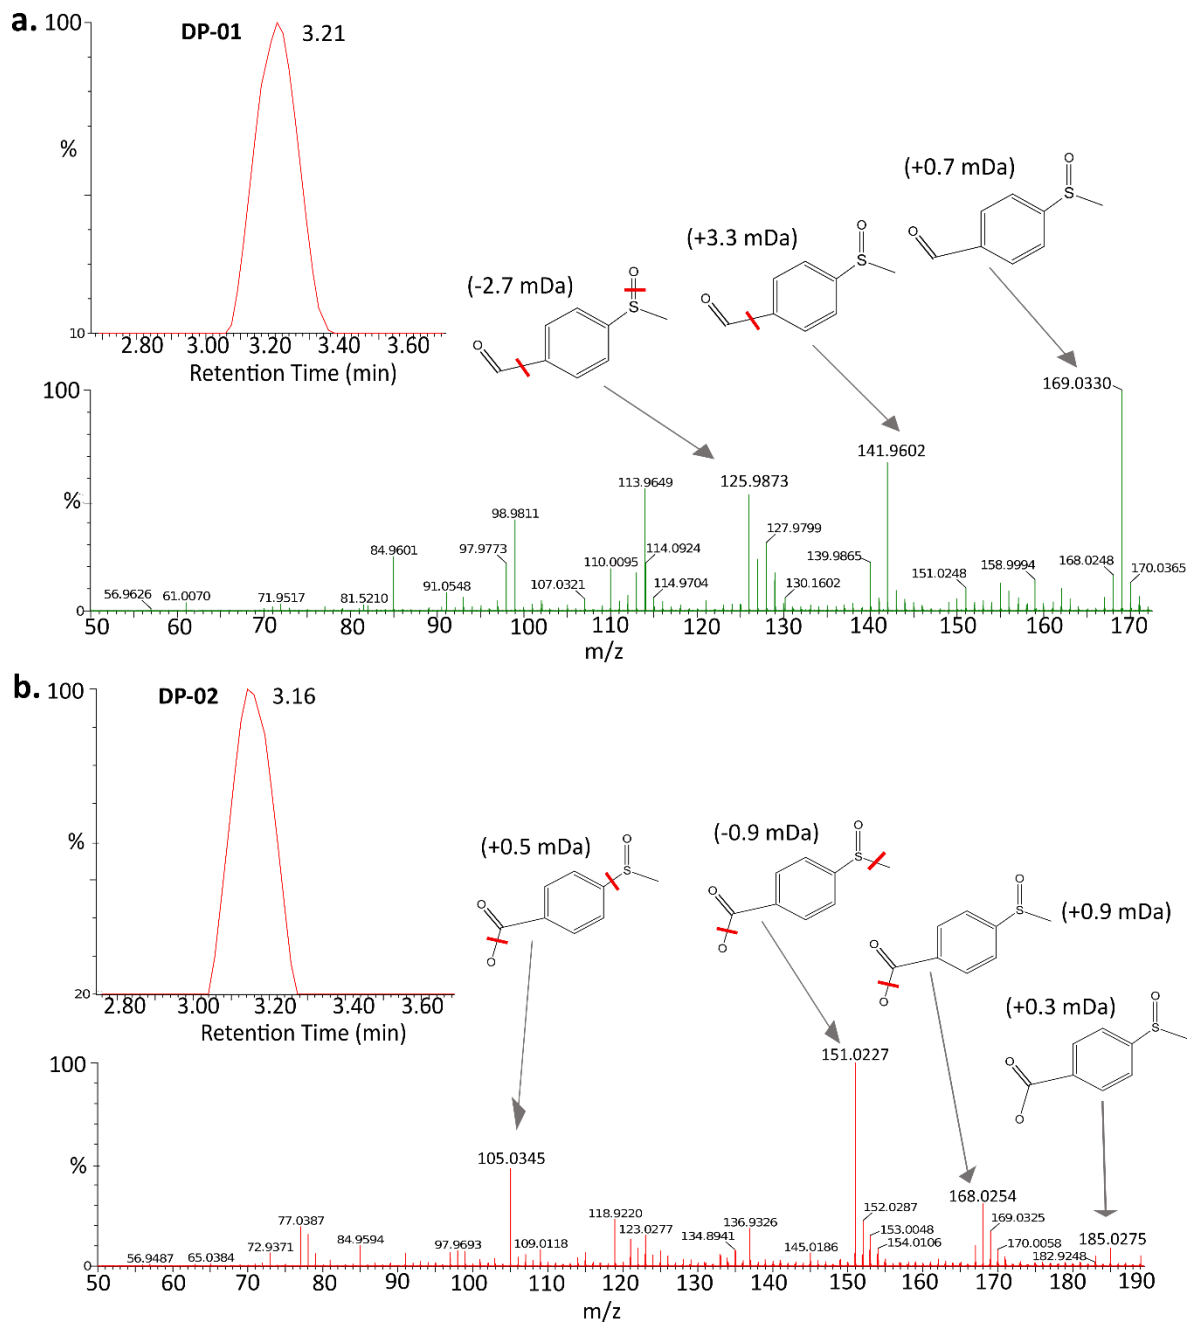 a.
100
DP-01 3.21
%
10
2.80 3.00 3.20 3.40 3.60
Retention Time (min)
(+0.7 mDa)
O
S
O
(+3.3 mDa)
O
S
O
(-2.7 mDa)
O
S
O
100
169.0330
141.9602
125.9873
113.9649
%
98.9811
127.9799
84.9601
97.9773
114.0924
110.0095
139.9865
151.0248
158.9994
168.0248
170.0365
91.0548
107.0321
114.9704
130.1602
56.9626
61.0070
71.9517
81.5210
0
50 60 70 80 90 100 110 120 130 140 150 160 170
m/z
b.
100
DP-02 3.16
%
20
2.80 3.00 3.20 3.40 3.60
Retention Time (min)
(+0.5 mDa)
O
S
O
O
(-0.9 mDa)
O
S
O
O
(+0.9 mDa)
O
S
O
O
(+0.3 mDa)
O
S
O
O
100
151.0227
%
105.0345
168.0254
118.9220
152.0287
77.0387
136.9326
169.0325
123.0277
153.0048
185.0275
72.9371
84.9594
109.0118
134.8941
154.0106
170.0058
145.0186
182.9248
56.9487
65.0384
97.9693
0
50 60 70 80 90 100 110 120 130 140 150 160 170 180 190
m/z